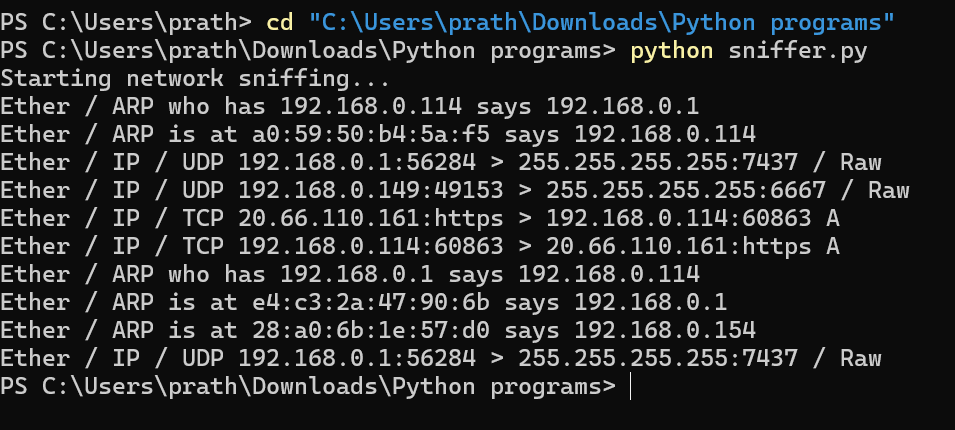 PS C:\Users\prath> cd "C:\Users\prath\Downloads\Python programs"
PS C:\Users\prath\Downloads\Python programs> python sniffer.py
Starting network sniffing...
Ether / ARP who has 192.168.0.114 says 192.168.0.1
Ether / ARP is at a0:59:50:b4:5a:f5 says 192.168.0.114
Ether / IP / UDP 192.168.0.1:56284 > 255.255.255.255:7437 / Raw
Ether / IP / UDP 192.168.0.149:49153 > 255.255.255.255:6667 / Raw
Ether / IP / TCP 20.66.110.161:https > 192.168.0.114:60863 A
Ether / IP / TCP 192.168.0.114:60863 > 20.66.110.161:https A
Ether / ARP who has 192.168.0.1 says 192.168.0.114
Ether / ARP is at e4:c3:2a:47:90:6b says 192.168.0.1
Ether / ARP is at 28:a0:6b:1e:57:d0 says 192.168.0.154
Ether / IP / UDP 192.168.0.1:56284 > 255.255.255.255:7437 / Raw
PS C:\Users\prath\Downloads\Python programs>